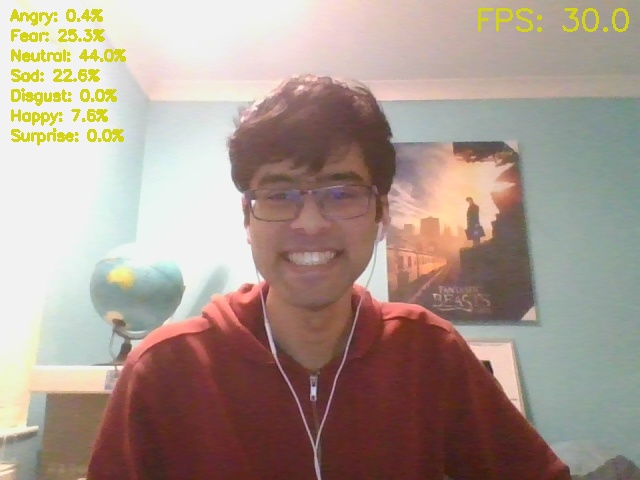 Angry: 0.4%
FPS: 30.0
Fear: 25.3%
Neutral: 44.0%
Sad: 22.6%
Disgust: 0.0%
Happy: 7.6%
Surprise: 0.0%
FANTASTIC
BEASTS